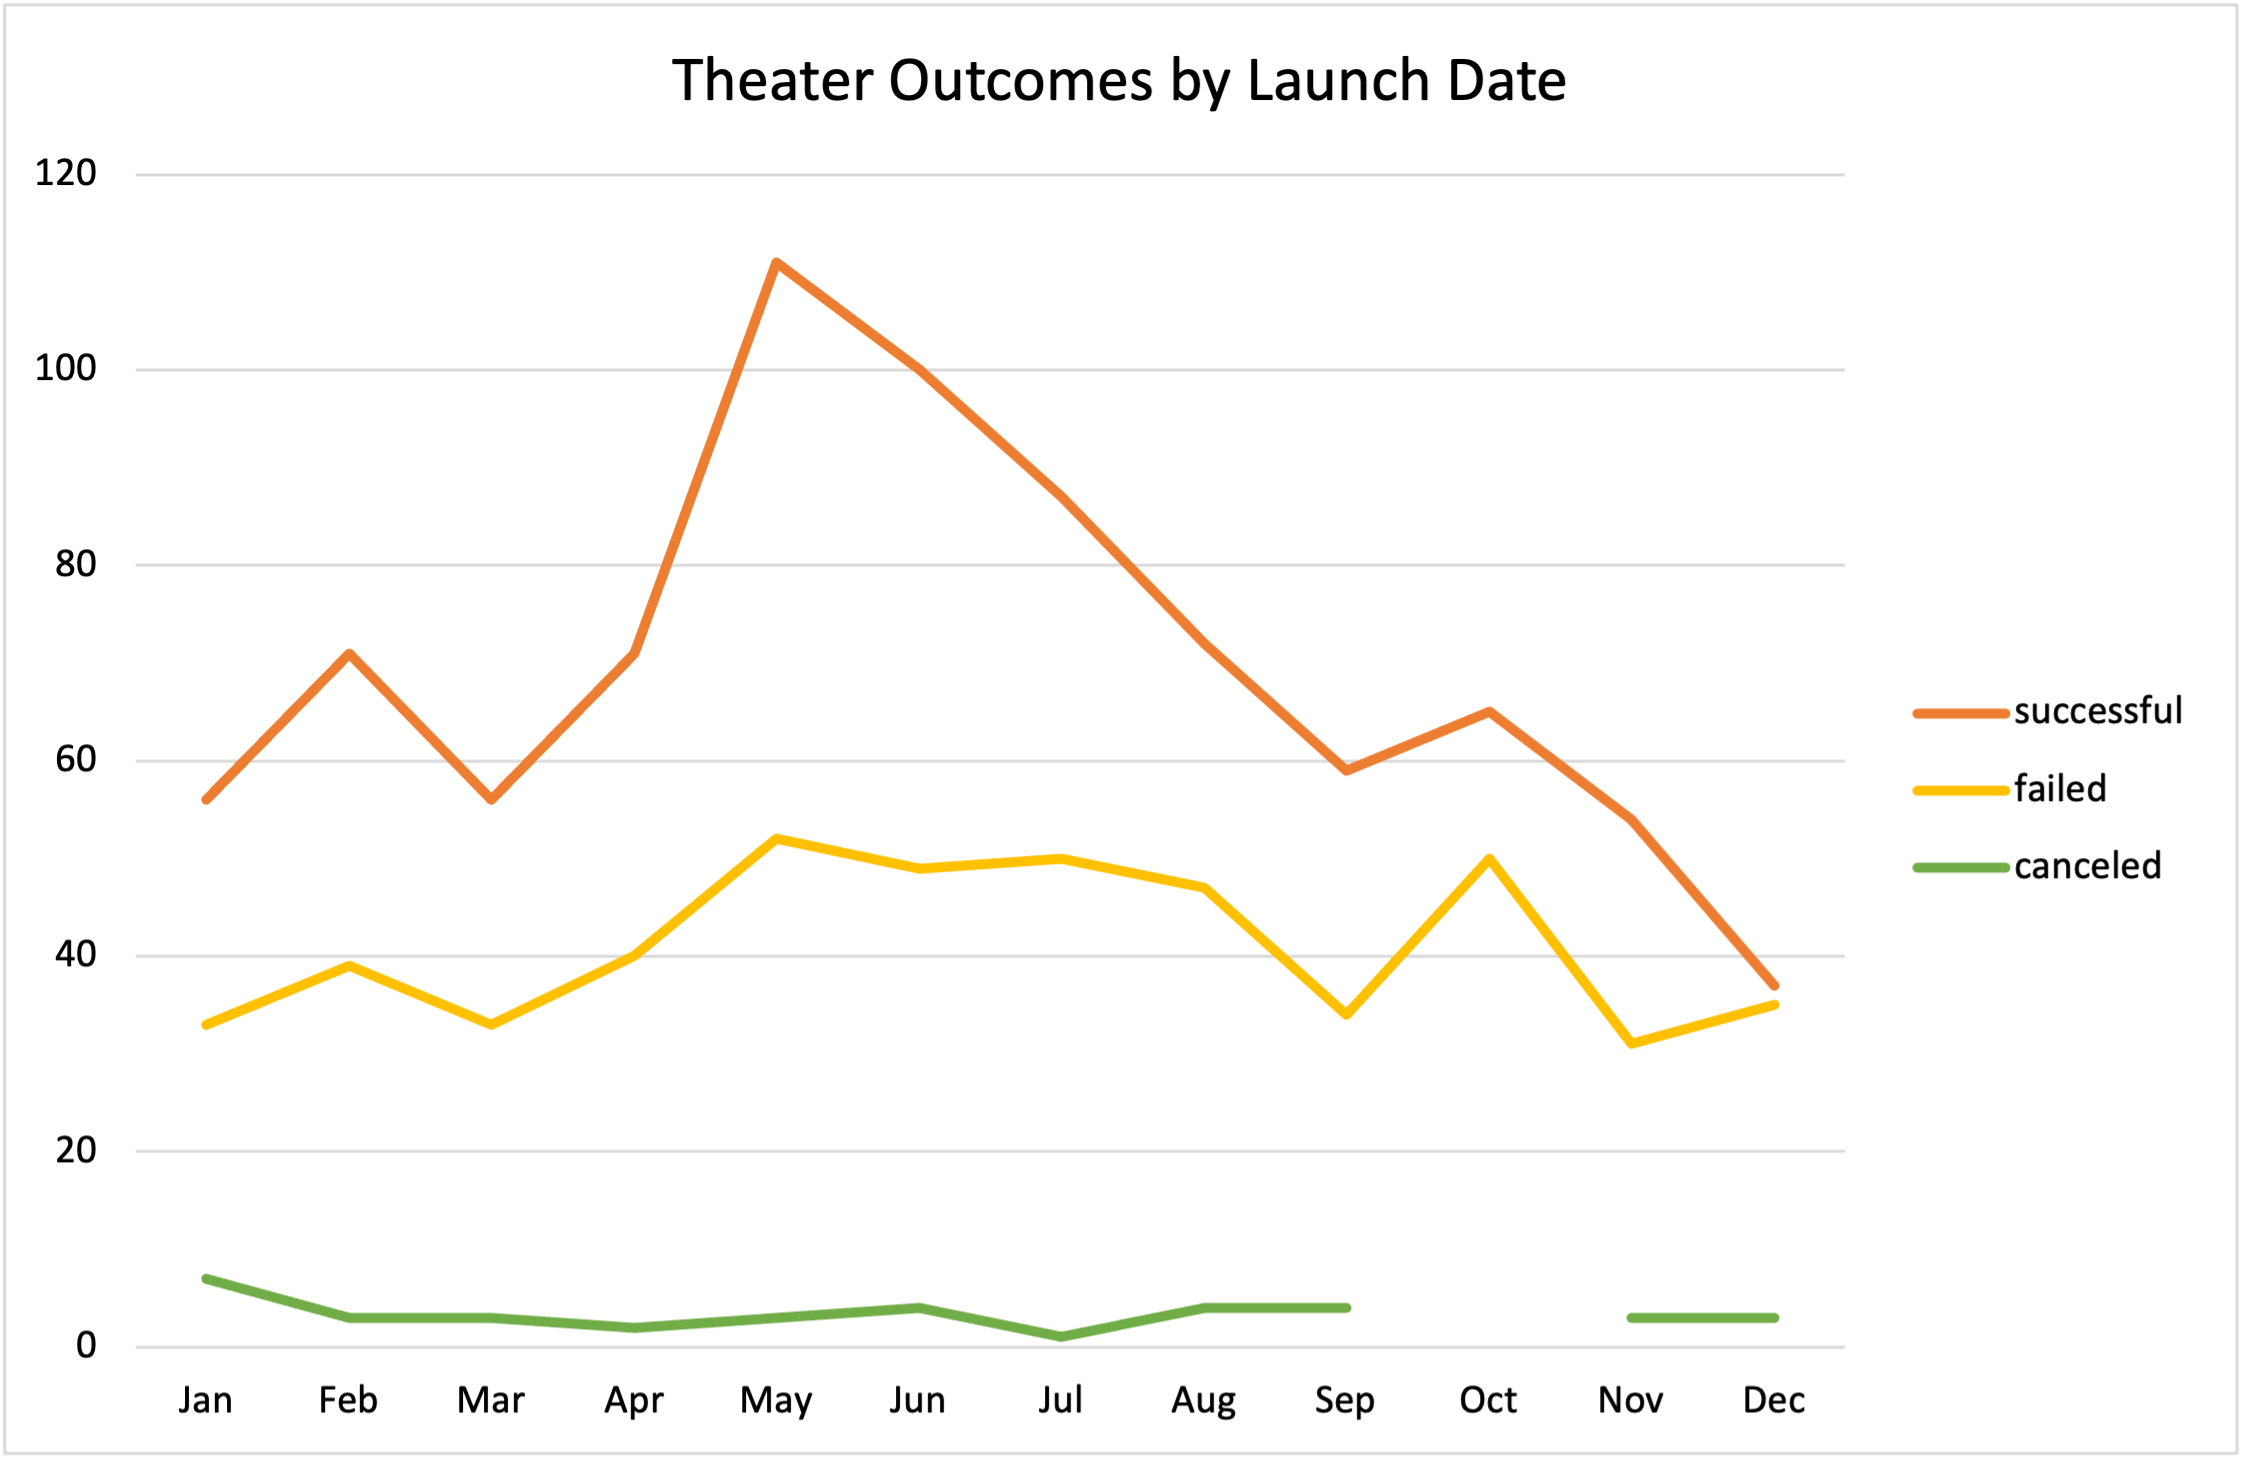 Theater Outcomes by Launch Date
120
100
80
60
40
20
0
Jan Feb Mar Apr May Jun Jul Aug Sep Oct Nov Dec
successful
failed
canceled